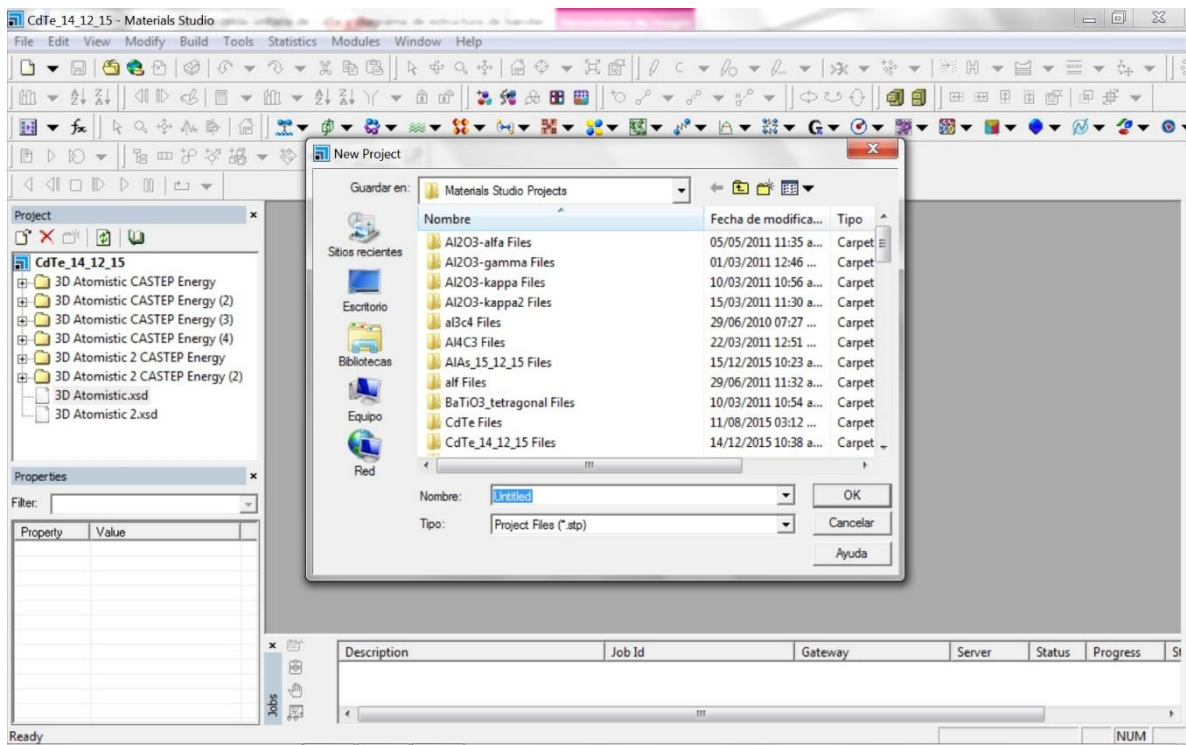 CdTe_14_12_15 - Materials Studio
File Edit View Modify Build Tools Statistics Modules Window Help
New Project
Guardar en: Materials Studio Projects
Nombre Fecha de modifica... Tipo
Al2O3-alfa Files 05/05/2011 11:35 a... Carpet
Al2O3-gamma Files 01/03/2011 12:46 ... Carpet
Al2O3-kappa Files 10/03/2011 10:56 a... Carpet
Al2O3-kappa2 Files 15/03/2011 11:30 a... Carpet
al3c4 Files 29/06/2010 07:27 ... Carpet
Al4C3 Files 22/03/2011 12:51 ... Carpet
AlAs_15_12_15 Files 15/12/2015 10:23 a... Carpet
alf Files 29/06/2011 11:32 a... Carpet
BaTiO3_tetragonal Files 10/03/2011 10:54 a... Carpet
CdTe Files 11/08/2015 03:12 ... Carpet
CdTe_14_12_15 Files 14/12/2015 10:38 a... Carpet
Sitios recientes
Escritorio
Bibliotecas
Equipo
Red
Nombre: Untitled OK
Tipo: Project Files (*.stp) Cancelar
Ayuda
Project
CdTe_14_12_15
3D Atomistic CASTEP Energy
3D Atomistic CASTEP Energy (2)
3D Atomistic CASTEP Energy (3)
3D Atomistic CASTEP Energy (4)
3D Atomistic 2 CASTEP Energy
3D Atomistic 2 CASTEP Energy (2)
3D Atomistic.xsd
3D Atomistic 2.xsd
Properties
Filter:
Property Value
Jobs
Description Job Id Gateway Server Status Progress St
Ready NUM